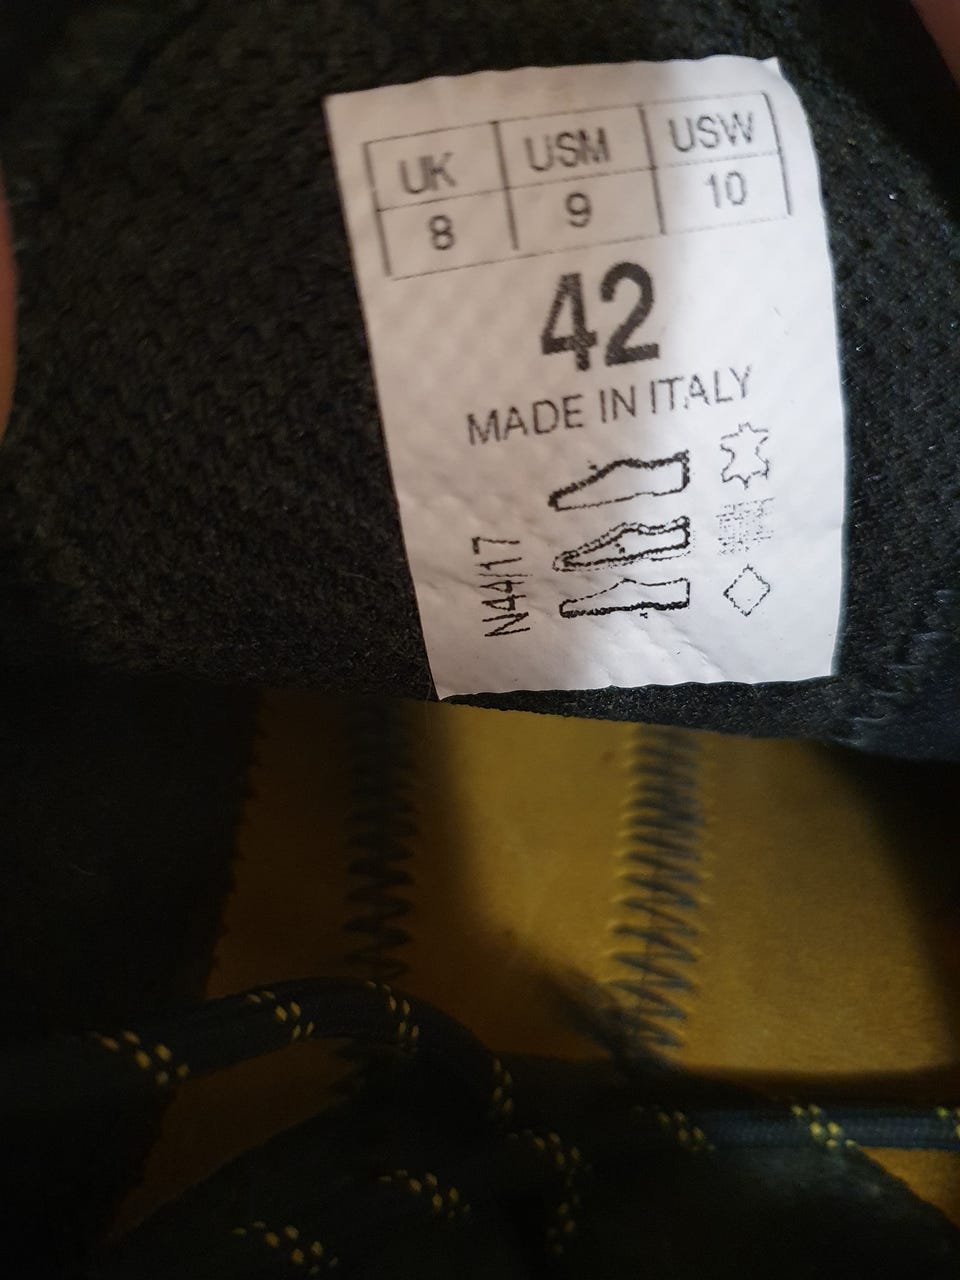 UK USM USW
8 9 10
42
MADE IN ITALY
N44/17